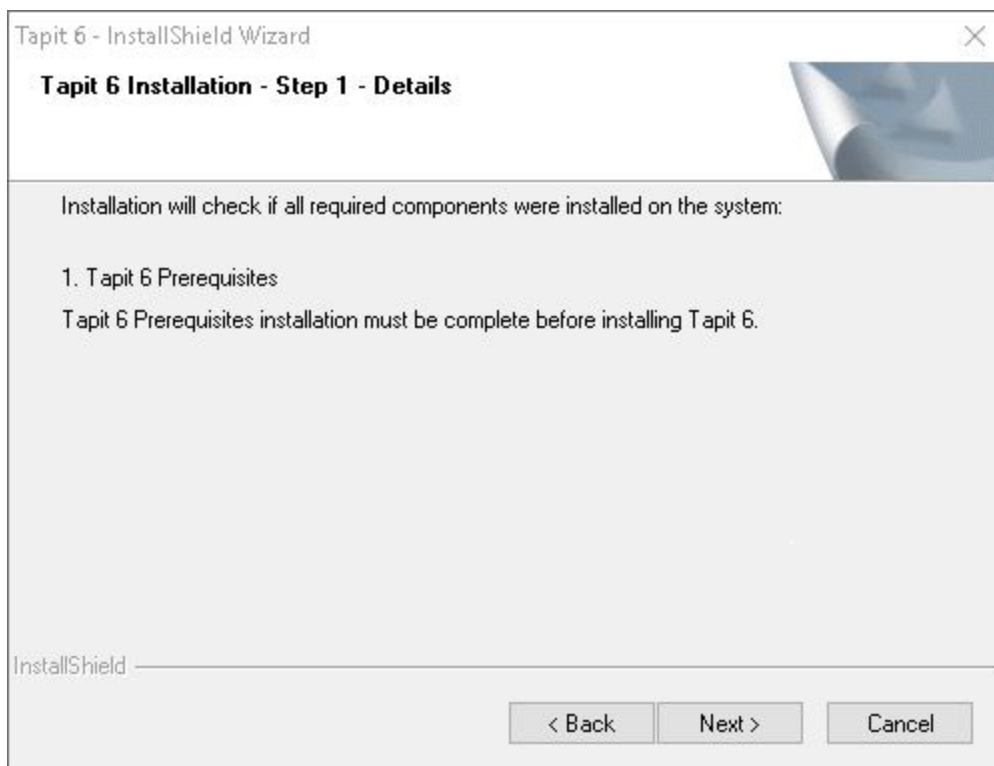 Tapit 6 - InstallShield Wizard
Tapit 6 Installation - Step 1 - Details
Installation will check if all required components were installed on the system:
1. Tapit 6 Prerequisites
Tapit 6 Prerequisites installation must be complete before installing Tapit 6.
InstallShield
< Back Next > Cancel